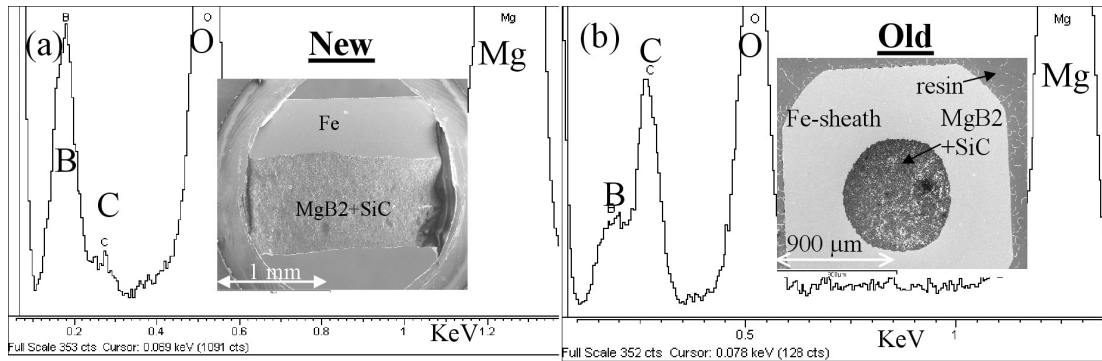 (a)
New
B
O
O
Mg
Mg
B
C
C
Fe
MgB2+SiC
1 mm
0.2
0.4
0.6
0.8
1
KeV
1.2
Full Scale 353 cts Cursor: 0.069 keV (1091 cts)
(b)
Old
C
C
O
O
Mg
Mg
B
B
resin
Fe-sheath
MgB2
+SiC
900 µm
0.5
1
KeV
Full Scale 352 cts Cursor: 0.078 keV (128 cts)